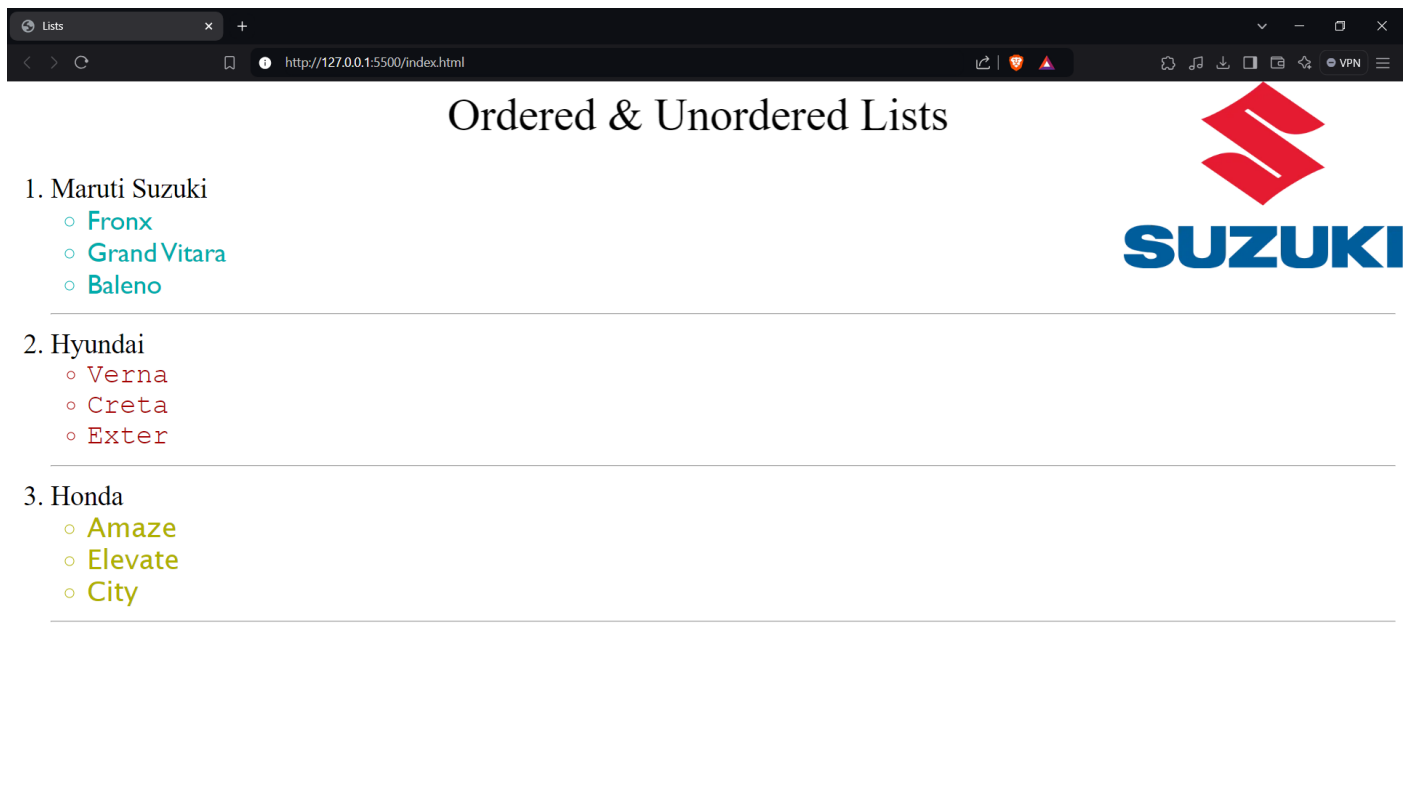 Lists
http://127.0.0.1:5500/index.html
VPN
Ordered & Unordered Lists
SUZUKI
1. Maruti Suzuki
Fronx
Grand Vitara
Baleno
2. Hyundai
Verna
Creta
Exter
3. Honda
Amaze
Elevate
City